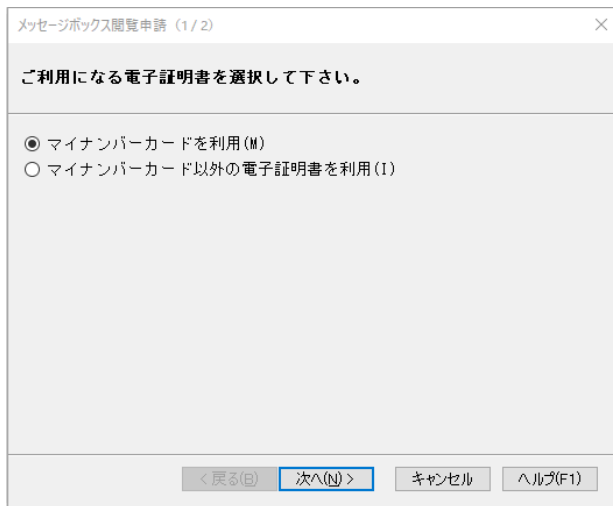 メッセージボックス閲覧申請（1/2）
ご利用になる電子証明書を選択して下さい。
マイナンバーカードを利用(M)
マイナンバーカード以外の電子証明書を利用(I)
< 戻る(B) 次へ(N) > キャンセル ヘルプ(F1)